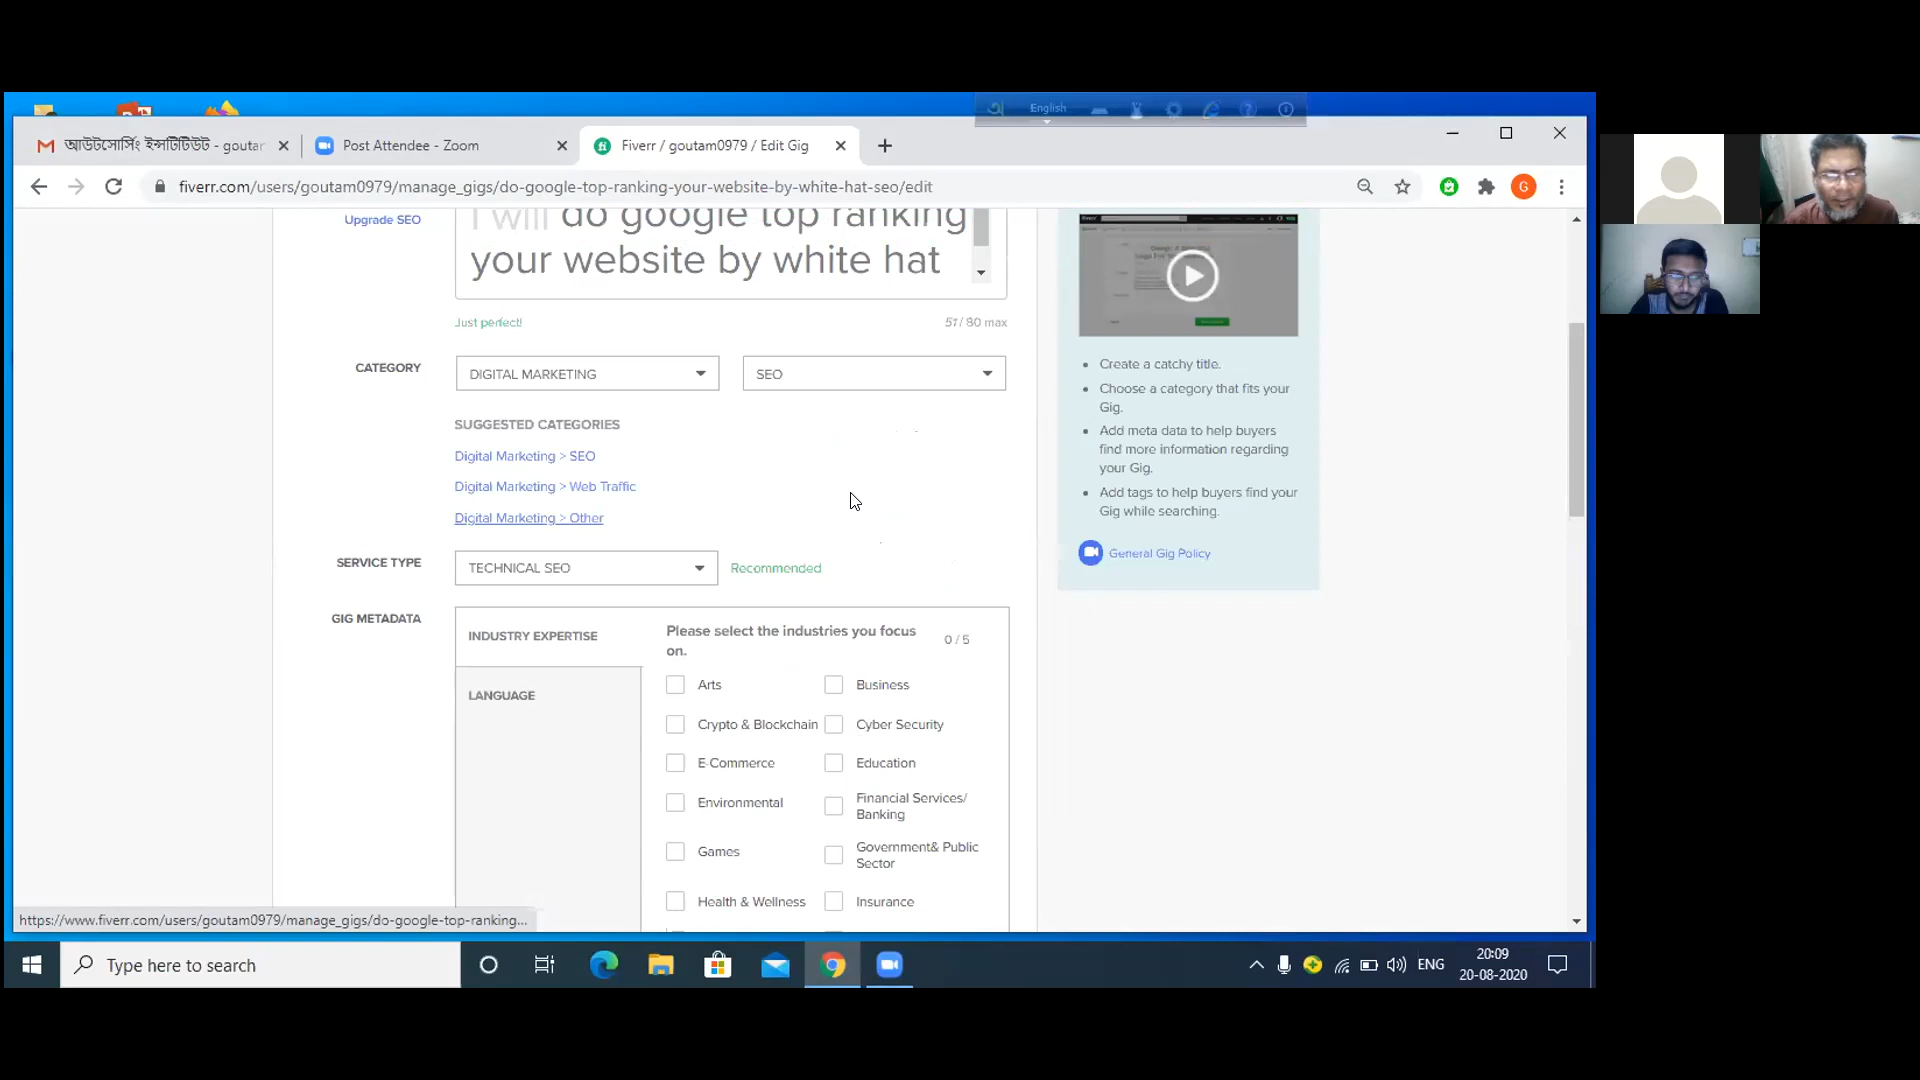 English
আউটসোর্সিং ইন্সটিটিউট - goutar
Post Attendee - Zoom
Fiverr / goutam0979 / Edit Gig
fiverr.com/users/goutam0979/manage_gigs/do-google-top-ranking-your-website-by-white-hat-seo/edit
G
Upgrade SEO
I will do google top ranking
your website by white hat
Just perfect!
51 / 80 max
CATEGORY
DIGITAL MARKETING
SEO
SUGGESTED CATEGORIES
Digital Marketing > SEO
Digital Marketing > Web Traffic
Digital Marketing > Other
SERVICE TYPE
TECHNICAL SEO
Recommended
GIG METADATA
INDUSTRY EXPERTISE
LANGUAGE
Please select the industries you focus
on.
0 / 5
Arts
Business
Crypto & Blockchain
Cyber Security
E-Commerce
Education
Environmental
Financial Services/
Banking
Games
Government& Public
Sector
Health & Wellness
Insurance
Create a catchy title.
Choose a category that fits your
Gig.
Add meta data to help buyers
find more information regarding
your Gig.
Add tags to help buyers find your
Gig while searching.
General Gig Policy
https://www.fiverr.com/users/goutam0979/manage_gigs/do-google-top-ranking...
Type here to search
ENG
20:09
20-08-2020